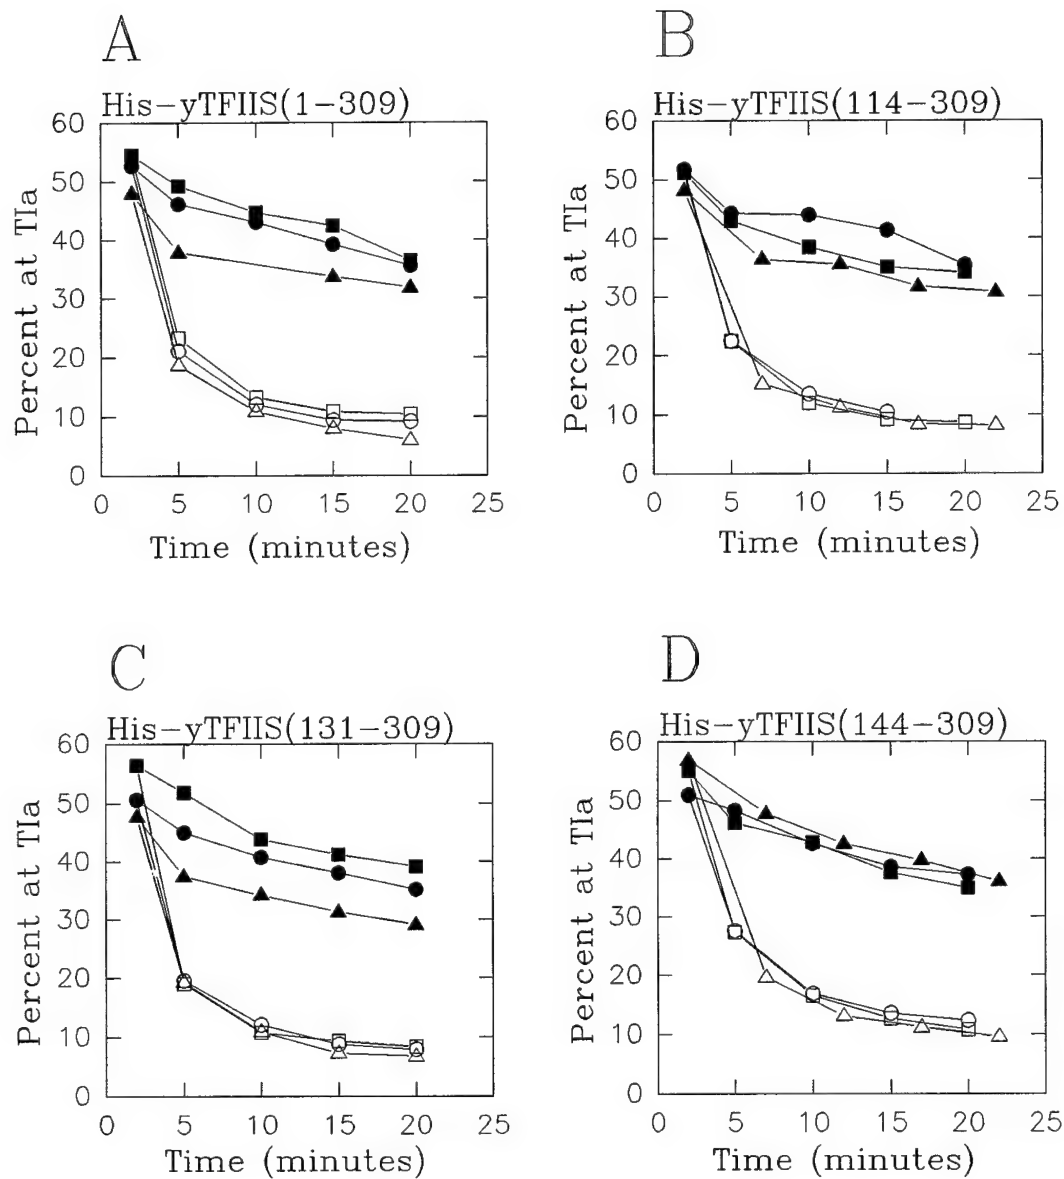 A
His-yTFIIS(1-309)
Percent at TIa
60
50
40
30
20
10
0
0 5 10 15 20 25
Time (minutes)
B
His-yTFIIS(114-309)
Percent at TIa
60
50
40
30
20
10
0
0 5 10 15 20 25
Time (minutes)
C
His-yTFIIS(131-309)
Percent at TIa
60
50
40
30
20
10
0
0 5 10 15 20 25
Time (minutes)
D
His-yTFIIS(144-309)
Percent at TIa
60
50
40
30
20
10
0
0 5 10 15 20 25
Time (minutes)